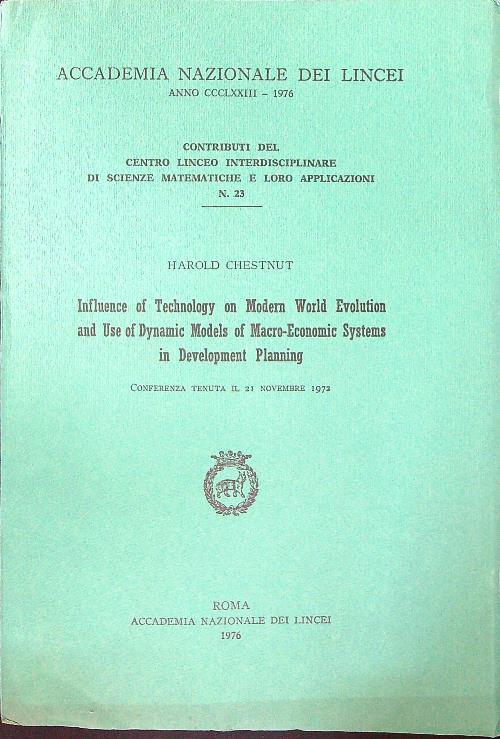 ACCADEMIA NAZIONALE DEI LINCEI
ANNO CCCLXXIII - 1976
CONTRIBUTI DEL
CENTRO LINCEO INTERDISCIPLINARE
DI SCIENZE MATEMATICHE E LORO APPLICAZIONI
N. 23
HAROLD CHESTNUT
Influence of Technology on Modern World Evolution
and Use of Dynamic Models of Macro-Economic Systems
in Development Planning
CONFERENZA TENUTA IL 21 NOVEMBRE 1972
ROMA
ACCADEMIA NAZIONALE DEI LINCEI
1976